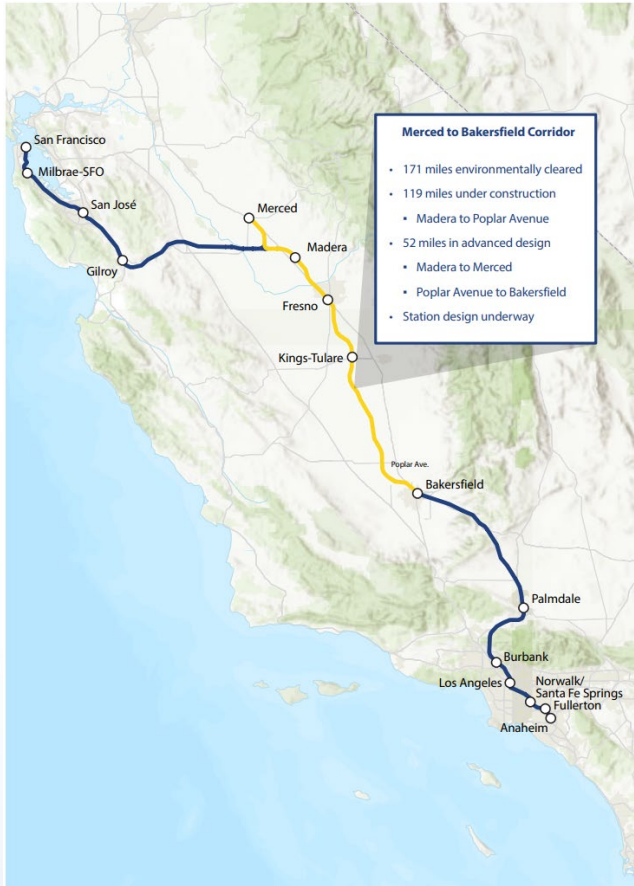 San Francisco
Milbrae-SFO
San José
Gilroy
Merced
Madera
Fresno
Kings-Tulare
Poplar Ave.
Bakersfield
Palmdale
Burbank
Los Angeles
Norwalk/
Santa Fe Springs
Fullerton
Anaheim
Merced to Bakersfield Corridor
• 171 miles environmentally cleared
• 119 miles under construction
▪ Madera to Poplar Avenue
• 52 miles in advanced design
▪ Madera to Merced
▪ Poplar Avenue to Bakersfield
• Station design underway